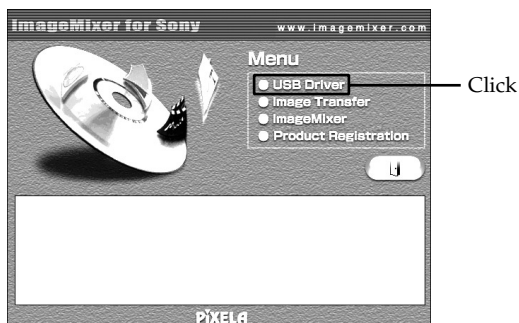 ImageMixer for Sony
www.imagemixer.com
Menu
USB Driver
Click
Image Transfer
ImageMixer
Product Registration
PIXELA